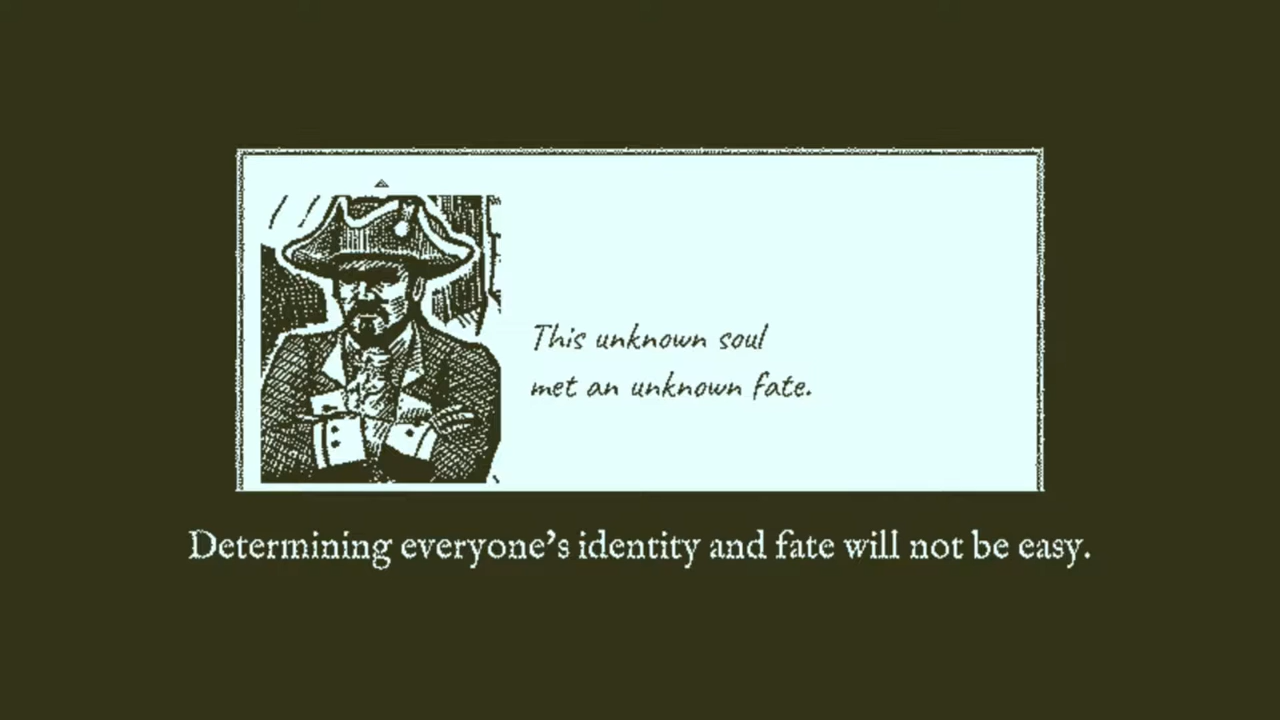 This unknown soul
met an unknown fate.
Determining everyone's identity and fate will not be easy.